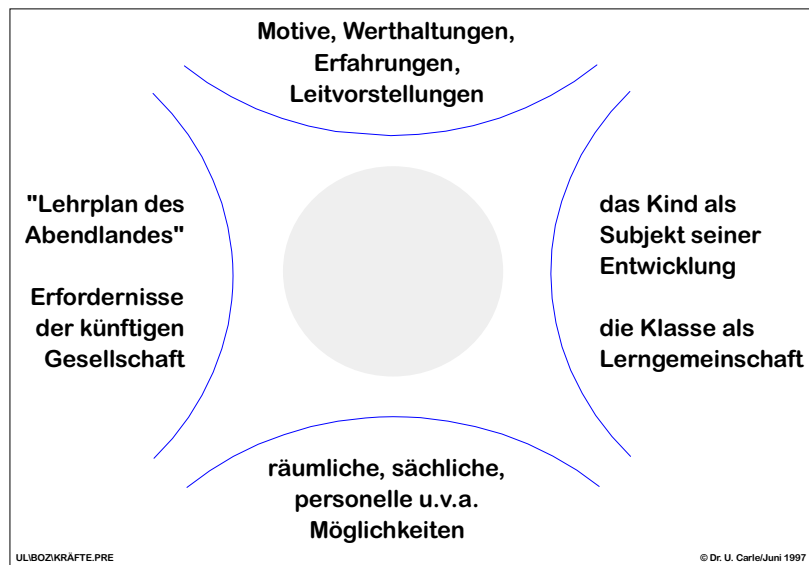 Motive, Werthaltungen,
Erfahrungen,
Leitvorstellungen
"Lehrplan des
Abendlandes"
Erfordernisse
der künftigen
Gesellschaft
das Kind als
Subjekt seiner
Entwicklung
die Klasse als
Lerngemeinschaft
räumliche, sächliche,
personelle u.v.a.
Möglichkeiten
UL\BOZ\KRÄFTE.PRE
© Dr. U. Carle/Juni 1997